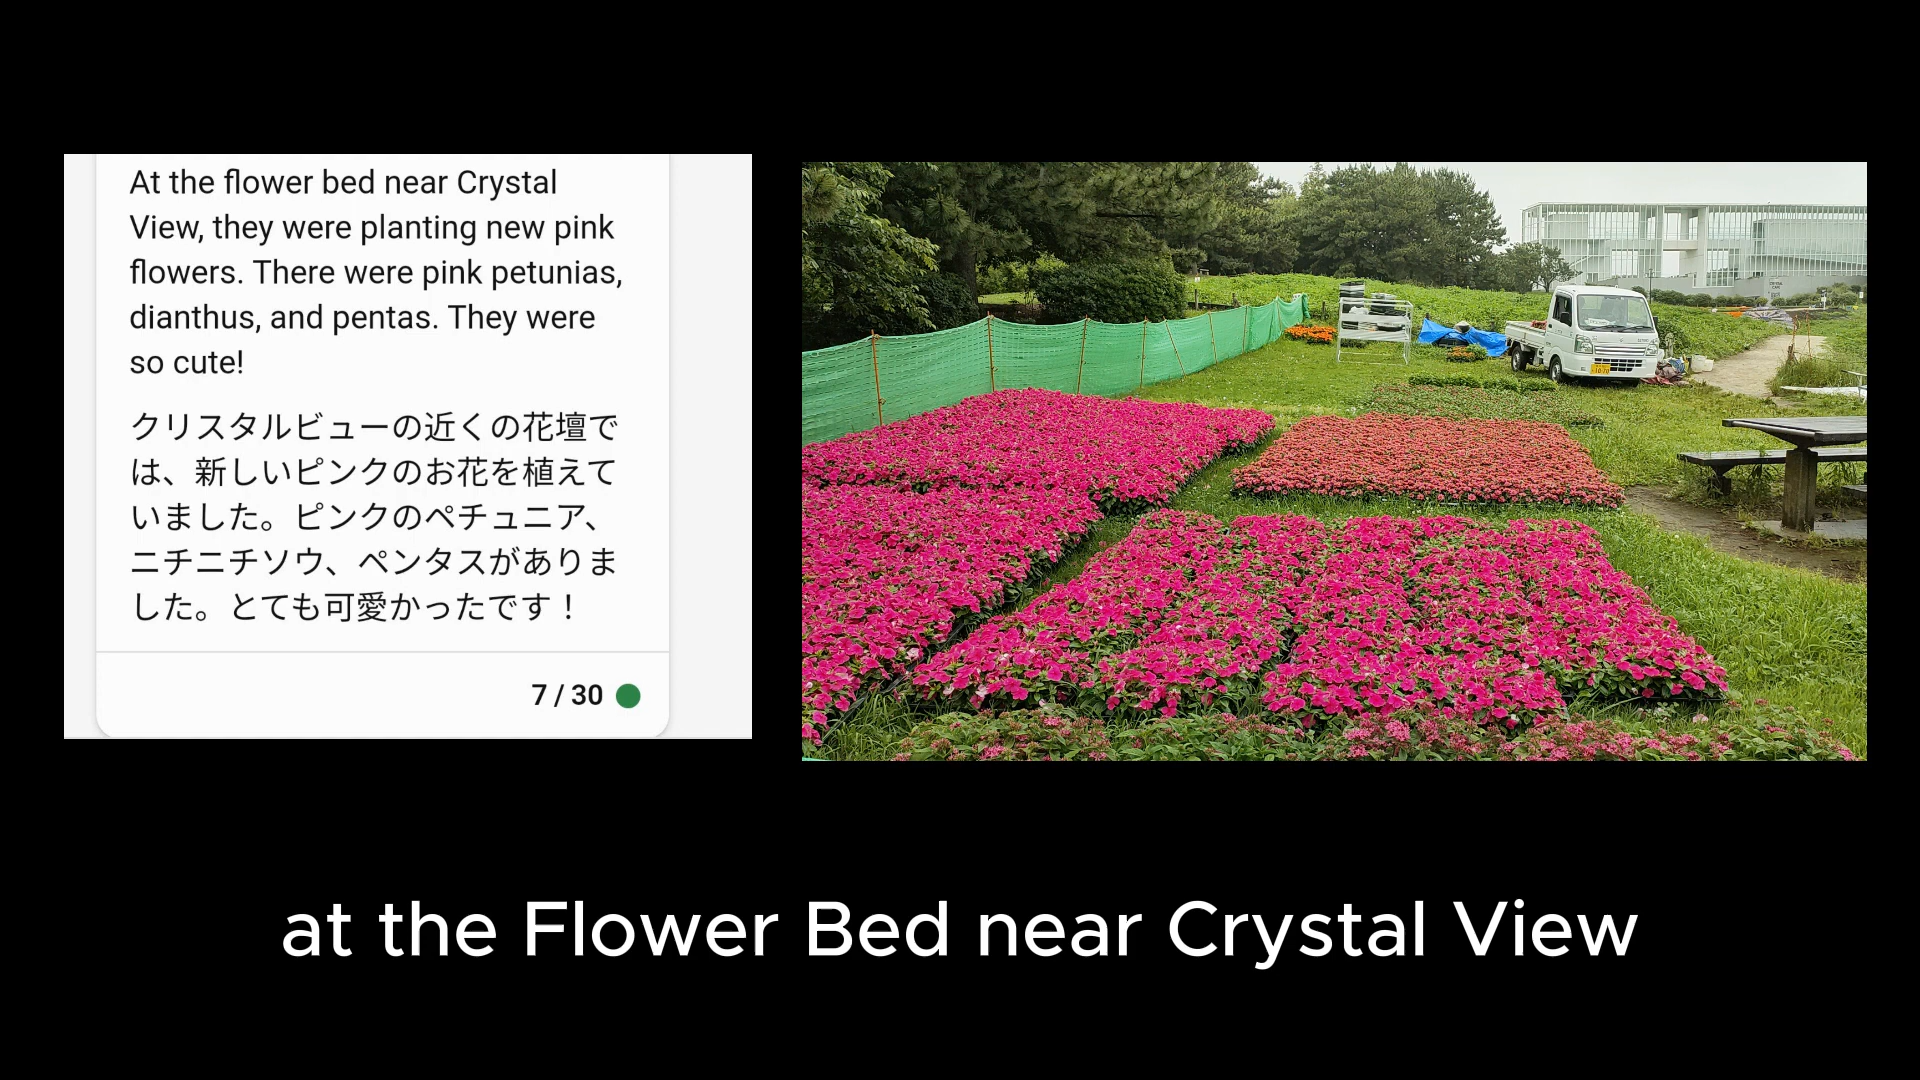 At the flower bed near Crystal
View, they were planting new pink
flowers. There were pink petunias,
dianthus, and pentas. They were
so cute!
クリスタルビューの近くの花壇で
は、新しいピンクのお花を植えて
いました。ピンクのペチュニア、
ニチニチソウ、ペンタスがありま
した。とても可愛かったです！
7 / 30
at the Flower Bed near Crystal View